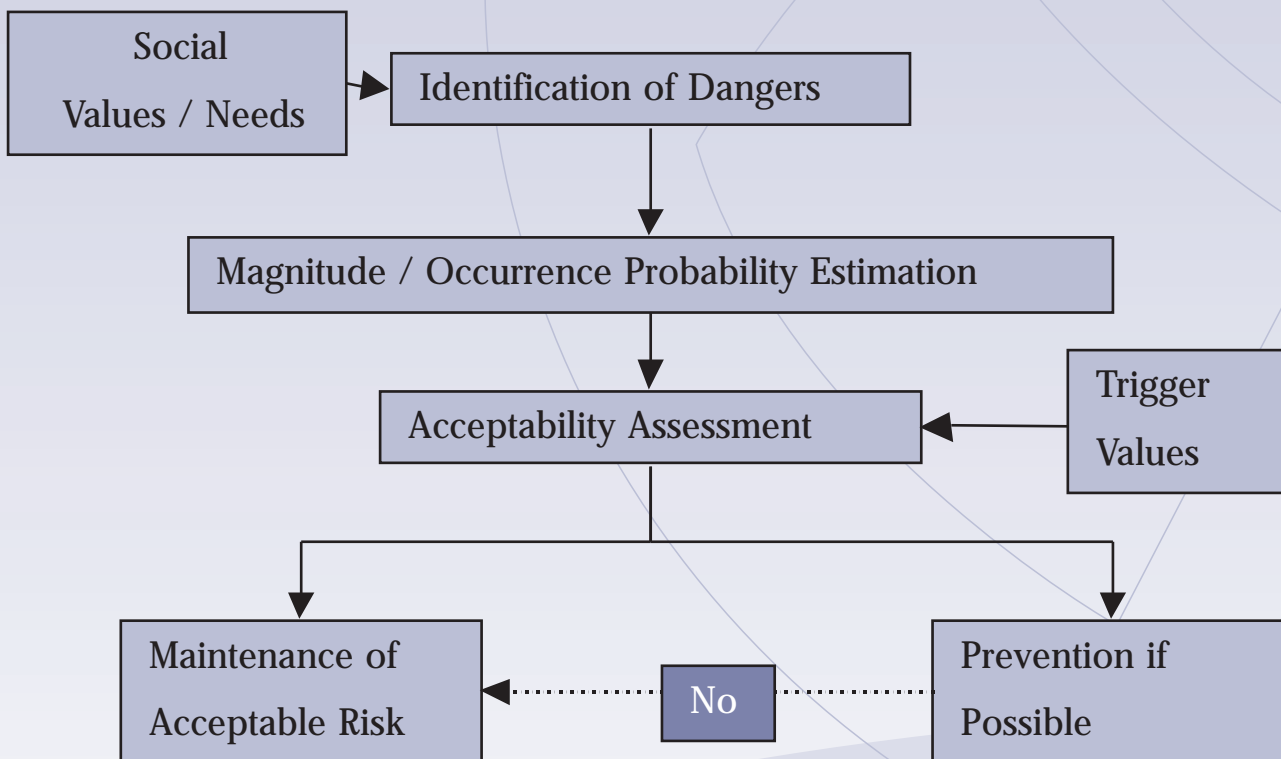 Social
Values / Needs
Identification of Dangers
Magnitude / Occurrence Probability Estimation
Acceptability Assessment
Trigger
Values
Maintenance of
Acceptable Risk
No
Prevention if
Possible